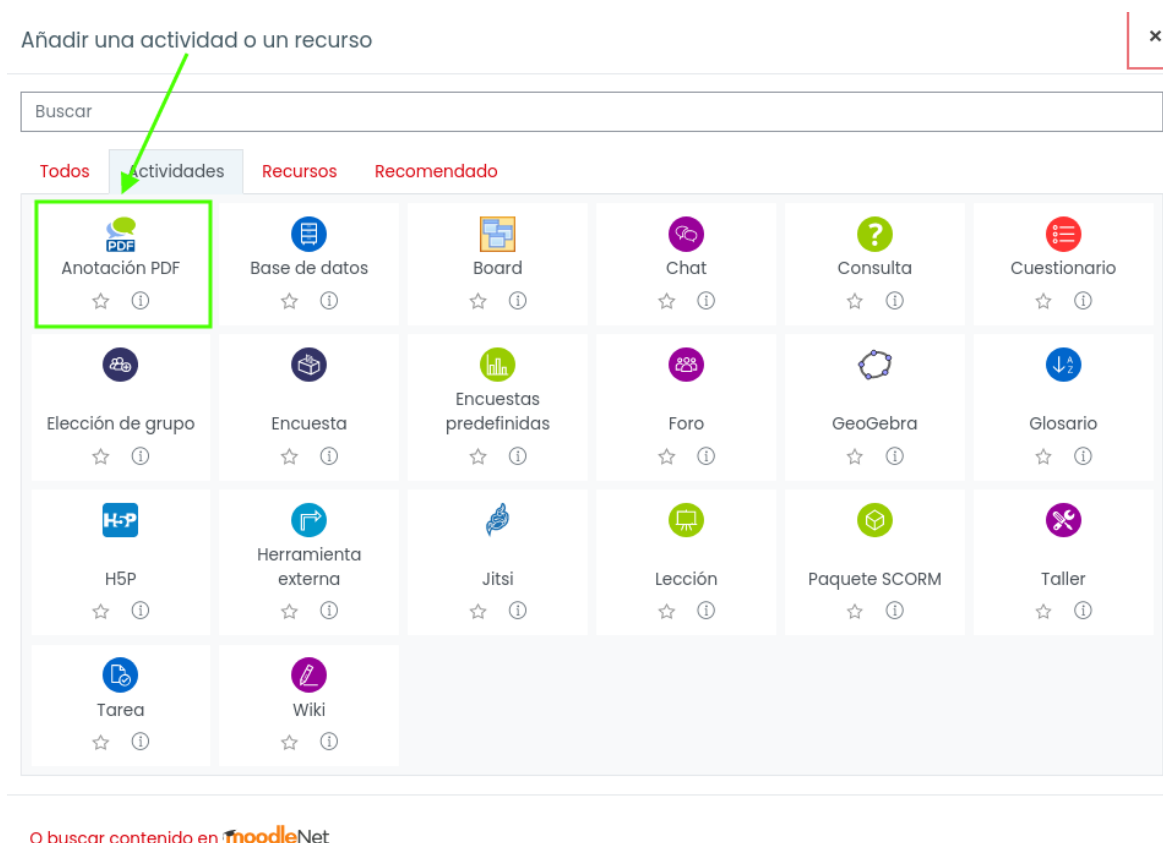 Añadir una actividad o un recurso
×
Buscar
Todos Actividades Recursos Recomendado
PDF
Anotación PDF Base de datos Board Chat Consulta Cuestionario
Encuestas
Elección de grupo Encuesta predefinidas Foro GeoGebra Glosario
H5P
Herramienta
H5P externa Jitsi Lección Paquete SCORM Taller
Tarea Wiki
O buscar contenido en moodleNet